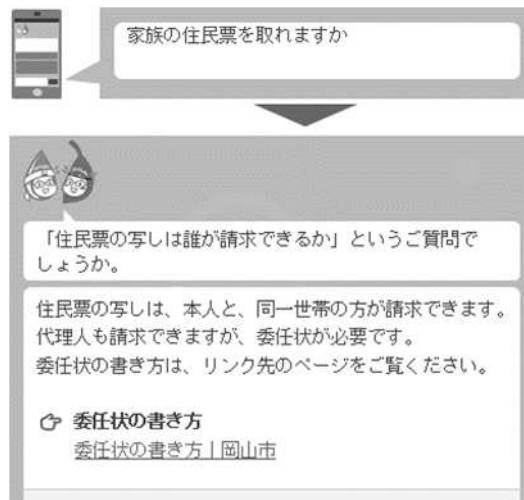 家族の住民票を取れますか
「住民票の写しは誰が請求できるか」というご質問で
しょうか。
住民票の写しは、本人と、同一世帯の方が請求できます。
代理人も請求できますが、委任状が必要です。
委任状の書き方は、リンク先のページをご覧ください。
委任状の書き方
委任状の書き方｜岡山市